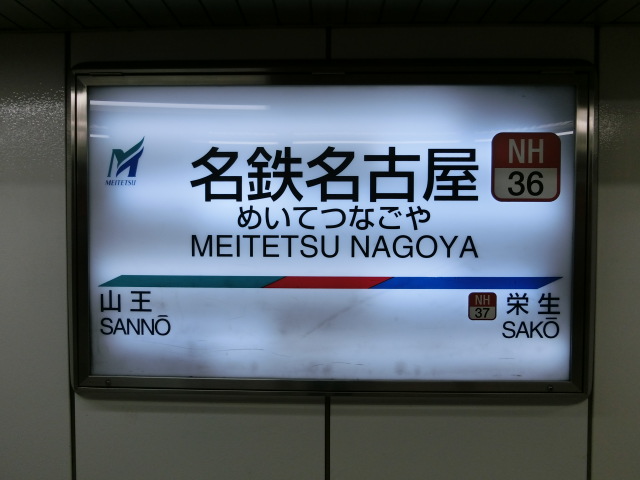 MEITETSU
名鉄名古屋
NH
36
めいてつなごや
MEITETSU NAGOYA
山王
SANNŌ
NH
37
栄生
SAKŌ